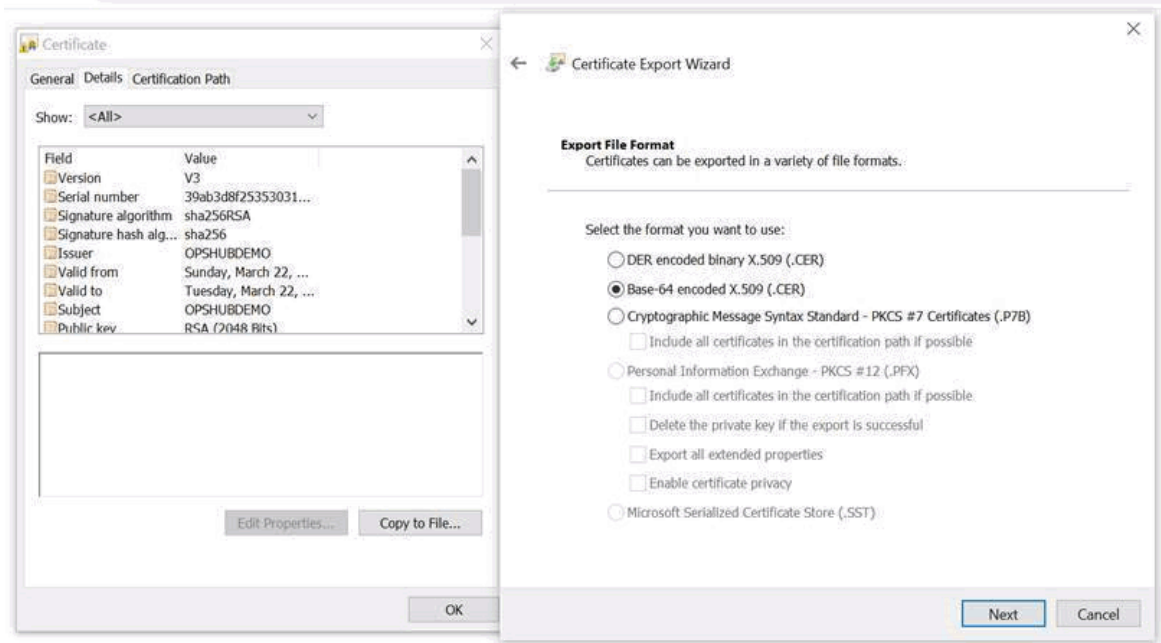 Certificate
General Details Certification Path
Show: <All>
Field Value
Version V3
Serial number 39ab3d8f25353031...
Signature algorithm sha256RSA
Signature hash alg... sha256
Issuer OPSHUBDEMO
Valid from Sunday, March 22, ...
Valid to Tuesday, March 22, ...
Subject OPSHUBDEMO
Public key RSA (2048 Bits)
Edit Properties... Copy to File...
OK
Certificate Export Wizard
Export File Format
Certificates can be exported in a variety of file formats.
Select the format you want to use:
DER encoded binary X.509 (.CER)
Base-64 encoded X.509 (.CER)
Cryptographic Message Syntax Standard - PKCS #7 Certificates (.P7B)
Include all certificates in the certification path if possible
Personal Information Exchange - PKCS #12 (.PFX)
Include all certificates in the certification path if possible
Delete the private key if the export is successful
Export all extended properties
Enable certificate privacy
Microsoft Serialized Certificate Store (.SST)
Next Cancel